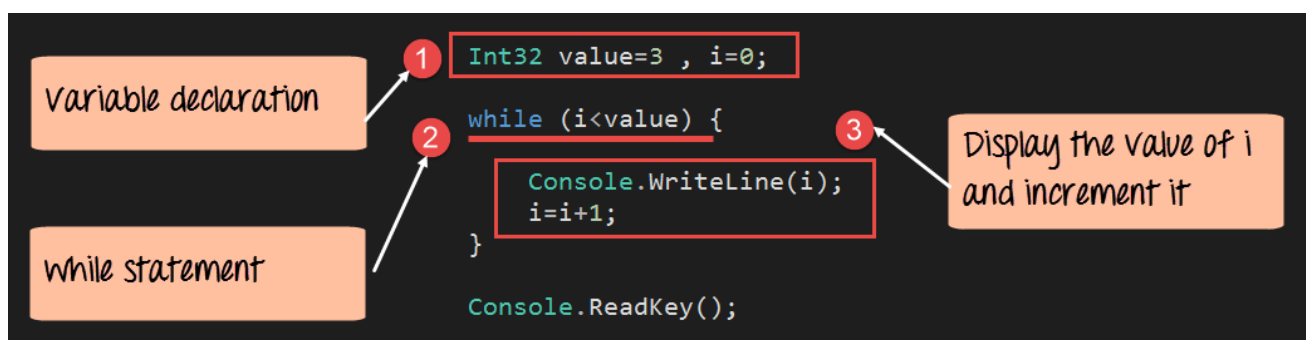 Variable declaration
1
Int32 value=3 , i=0;
while statement
2
while (i<value) {
3
Display the value of i
and increment it
Console.WriteLine(i);
i=i+1;
}
Console.ReadKey();